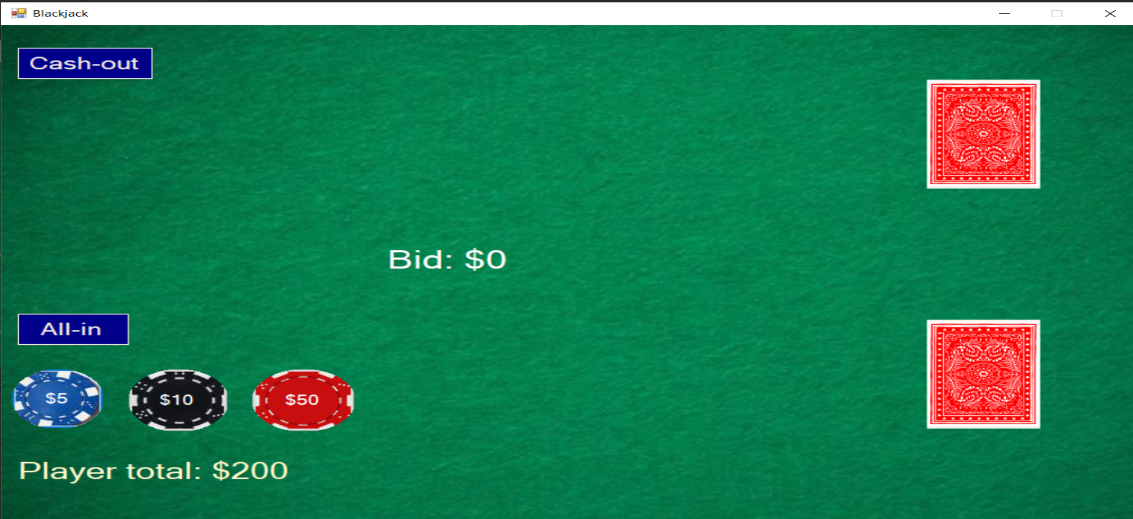 Blackjack
Cash-out
Bid: $0
All-in
$5
$10
$50
Player total: $200